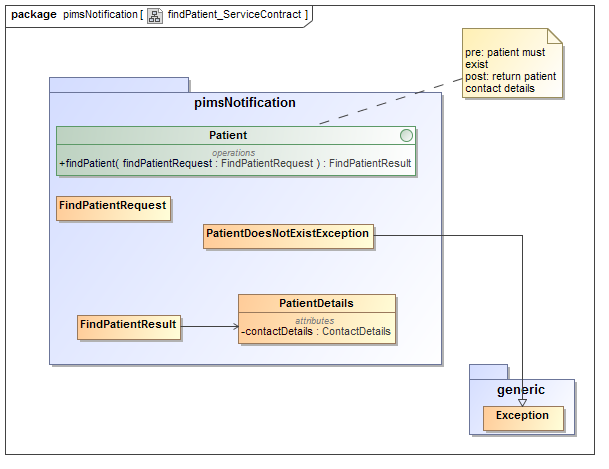 package pimsNotification [ findPatient_ServiceContract ]
pre: patient must
exist
post: return patient
contact details
pimsNotification
Patient
operations
+findPatient( findPatientRequest : FindPatientRequest ) : FindPatientResult
FindPatientRequest
PatientDoesNotExistException
PatientDetails
attributes
-contactDetails : ContactDetails
FindPatientResult
generic
Exception